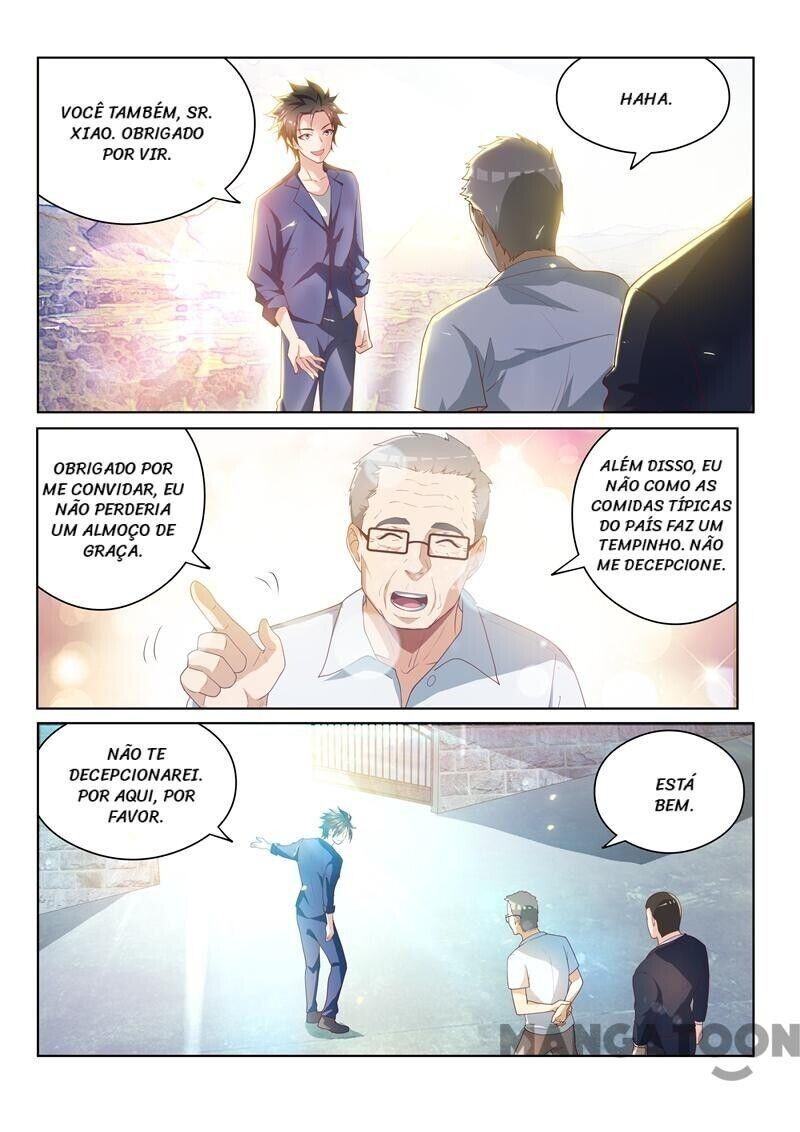 VOCÊ TAMBÉM, SR.
XIAO. OBRIGADO
POR VIR.
HAHA.
OBRIGADO POR
ME CONVIDAR, EU
NÃO PERDERIA
UM ALMOÇO DE
GRAÇA.
ALÉM DISSO, EU
NÃO COMO AS
COMIDAS TÍPICAS
DO PAÍS FAZ UM
TEMPINHO. NÃO
ME DECEPCIONE.
NÃO TE
DECEPCIONAREI.
POR AQUI, POR
FAVOR.
ESTÁ
BEM.
MANGATOON